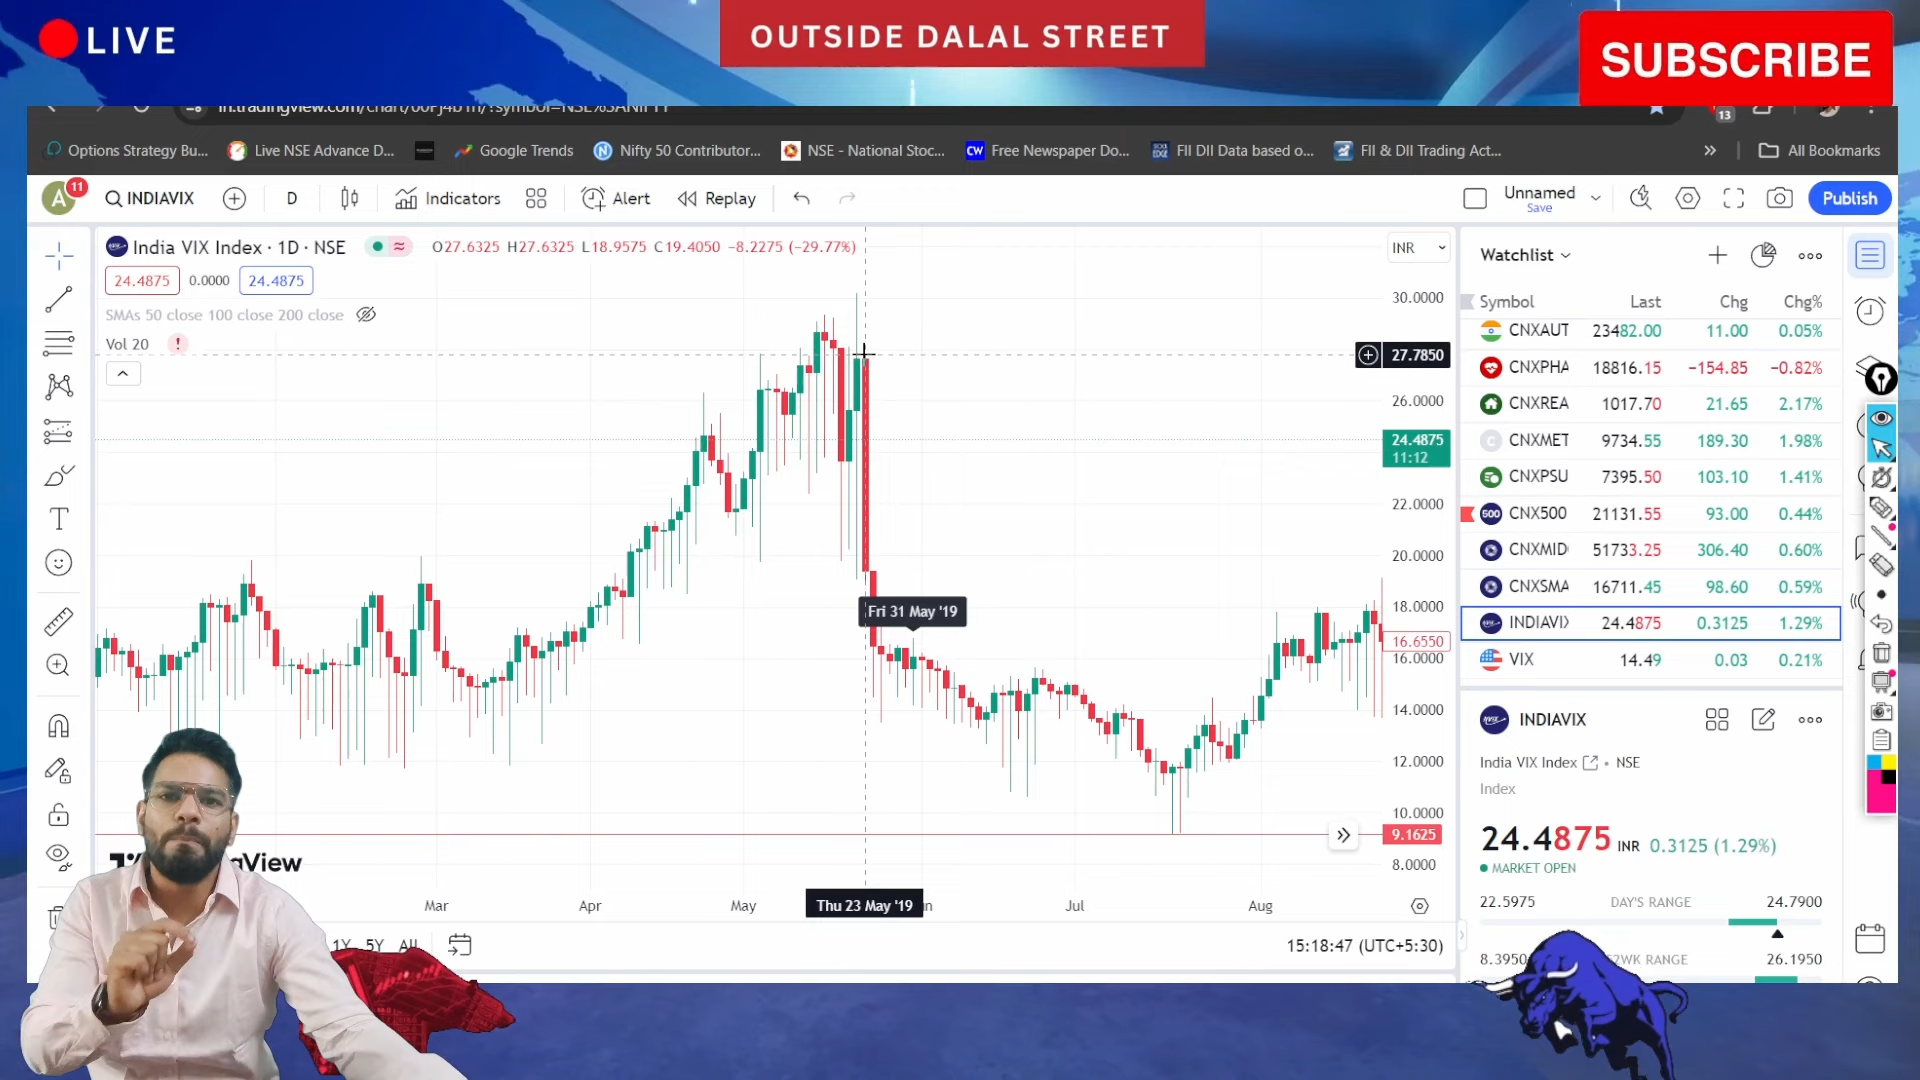 LIVE
OUTSIDE DALAL STREET
SUBSCRIBE
in.tradingview.com/chart/
13
Options Strategy Bu...
Live NSE Advance D...
Google Trends
Nifty 50 Contributor...
NSE - National Stoc...
CW
Free Newspaper Do...
FII DII Data based o...
FII & DII Trading Act...
All Bookmarks
A
11
INDIAVIX
D
Indicators
Alert
Replay
Unnamed
Save
Publish
India VIX Index · 1D · NSE
O27.6325 H27.6325 L18.9575 C19.4050 −8.2275 (−29.77%)
INR
24.4875 0.0000 24.4875
SMAs 50 close 100 close 200 close
Vol 20
30.0000
27.7850
26.0000
24.4875
11:12
22.0000
20.0000
18.0000
16.6550
16.0000
14.0000
12.0000
10.0000
9.1625
8.0000
Fri 31 May '19
Mar
Apr
May
Thu 23 May '19
Jul
Aug
1Y 5Y All
15:18:47 (UTC+5:30)
Watchlist
Symbol Last Chg Chg%
CNXAUT 23482.00 11.00 0.05%
CNXPHA 18816.15 −154.85 −0.82%
CNXREA 1017.70 21.65 2.17%
CNXMET 9734.55 189.30 1.98%
CNXPSU 7395.50 103.10 1.41%
500 CNX500 21131.55 93.00 0.44%
CNXMID 51733.25 306.40 0.60%
CNXSMA 16711.45 98.60 0.59%
INDIAVI 24.4875 0.3125 1.29%
VIX 14.49 0.03 0.21%
INDIAVIX
India VIX Index • NSE
Index
24.4875 INR 0.3125 (1.29%)
MARKET OPEN
22.5975 DAY'S RANGE 24.7900
8.3950 52WK RANGE 26.1950